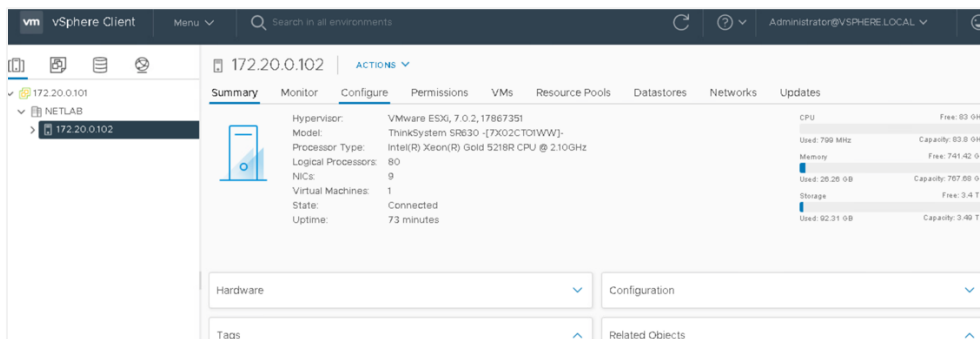 vm vSphere Client Menu Search in all environments Administrator@VSPHERE.LOCAL
172.20.0.101
NETLAB
172.20.0.102
172.20.0.102 ACTIONS
Summary Monitor Configure Permissions VMs Resource Pools Datastores Networks Updates
Hypervisor: VMware ESXi, 7.0.2, 17867351
Model: ThinkSystem SR630 -[7X02CTO1WW]-
Processor Type: Intel(R) Xeon(R) Gold 5218R CPU @ 2.10GHz
Logical Processors: 80
NICs: 9
Virtual Machines: 1
State: Connected
Uptime: 73 minutes
CPU Free: 83 GH
Used: 799 MHz Capacity: 83.8 GH
Memory Free: 741.42 G
Used: 26.26 GB Capacity: 767.68 G
Storage Free: 3.4 T
Used: 92.31 GB Capacity: 3.49 T
Hardware
Configuration
Tags
Related Objects